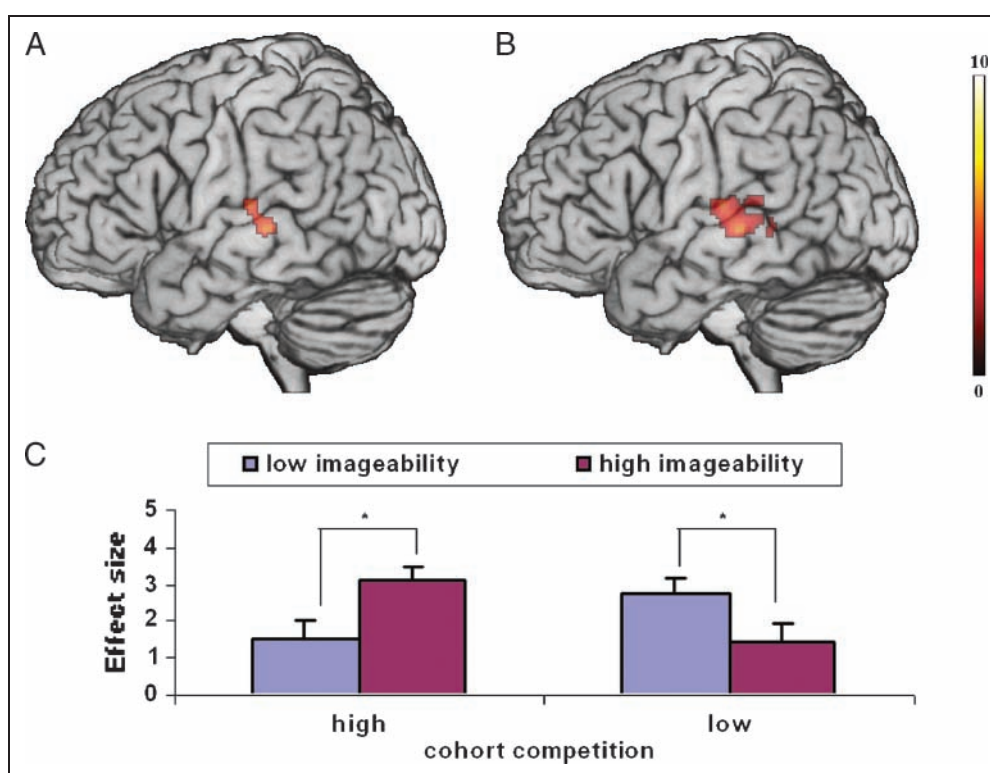 A
B
10
0
C
low imageability
high imageability
5
4
3
2
1
0
Effect size
*
*
high
low
cohort competition